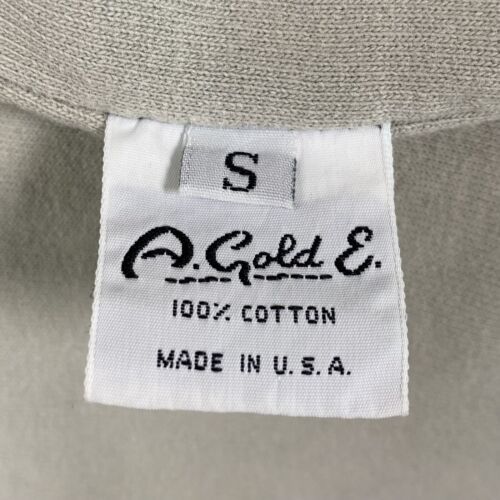 S
A. Gold E.
100% COTTON
MADE IN U.S.A.